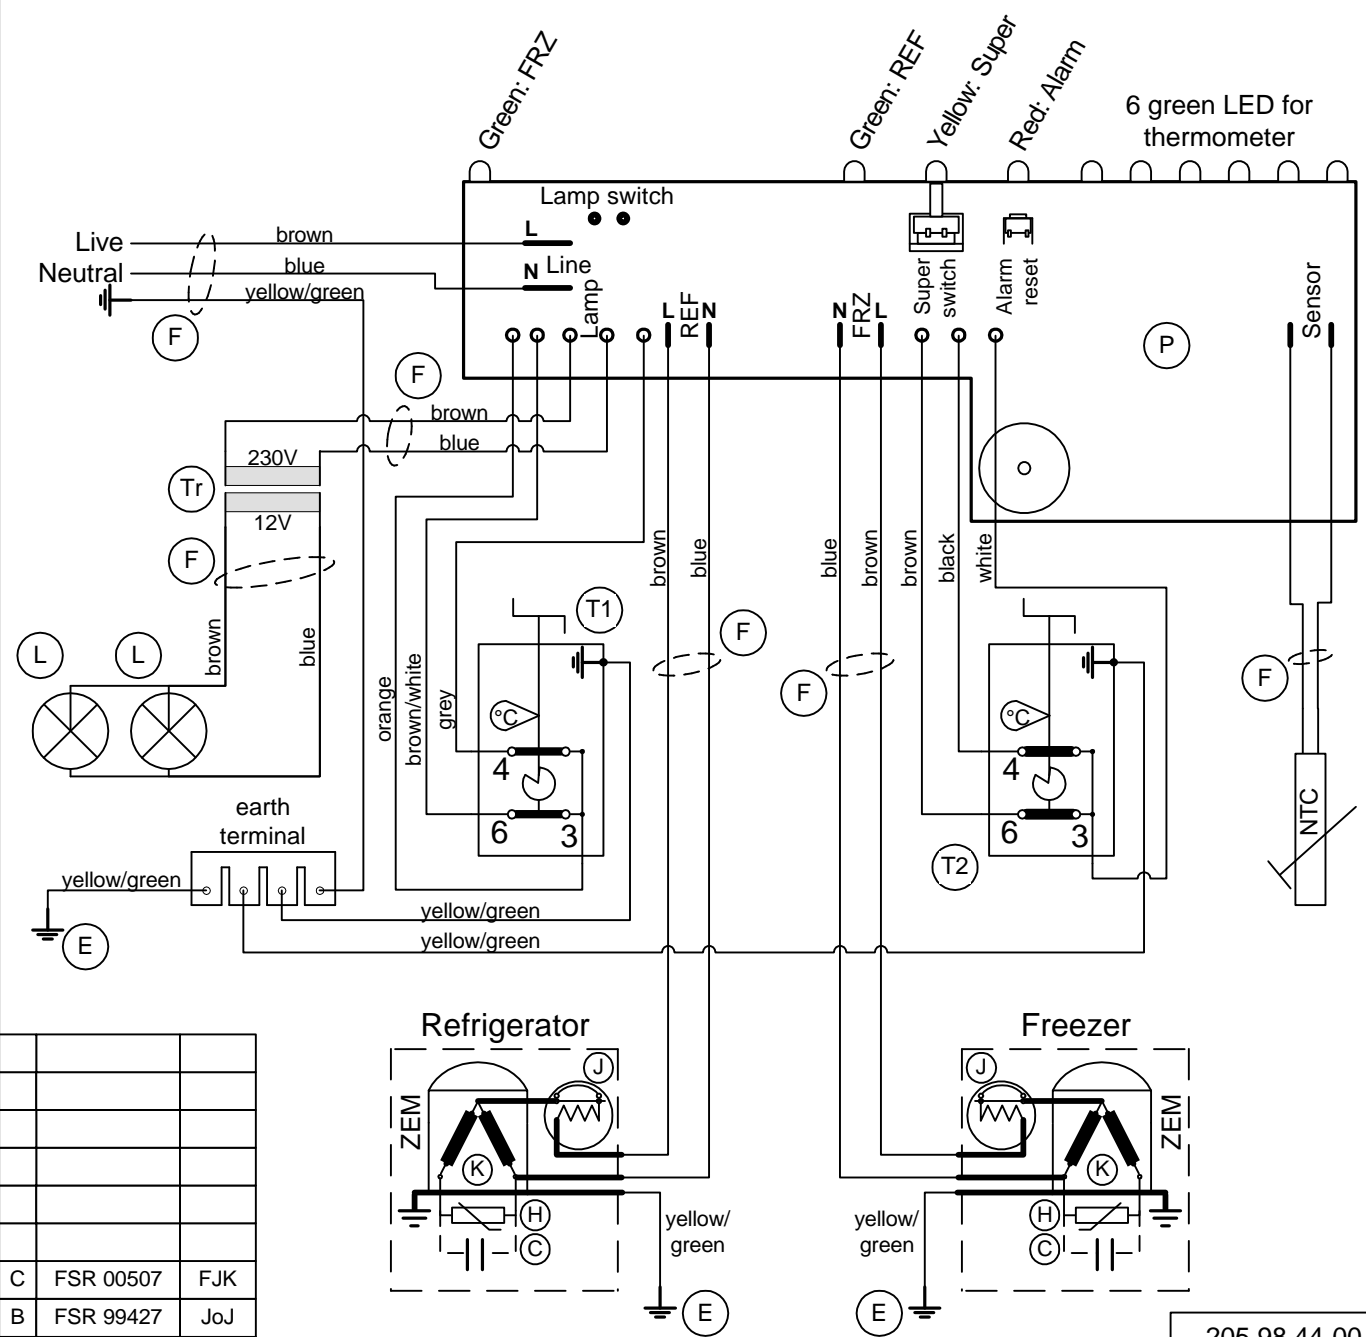 Green: FRZ
Green: REF
Yellow: Super
Red: Alarm
6 green LED for
thermometer
Lamp switch
Live
brown
L
Neutral
blue
N Line
yellow/green
Lamp
L
REF
N
N
FRZ
L
Super
switch
Alarm
reset
Sensor
F
P
F
brown
blue
230V
Tr
12V
F
brown
blue
blue
brown
brown
black
white
T1
F
F
F
L
L
brown
blue
orange
brown/white
grey
°C
4
6
3
°C
4
6
3
T2
NTC
earth
terminal
yellow/green
E
yellow/green
yellow/green
Refrigerator
Freezer
ZEM
J
K
H
C
yellow/
green
E
J
ZEM
K
H
C
yellow/
green
E
C FSR 00507 FJK
B FSR 99427 JoJ